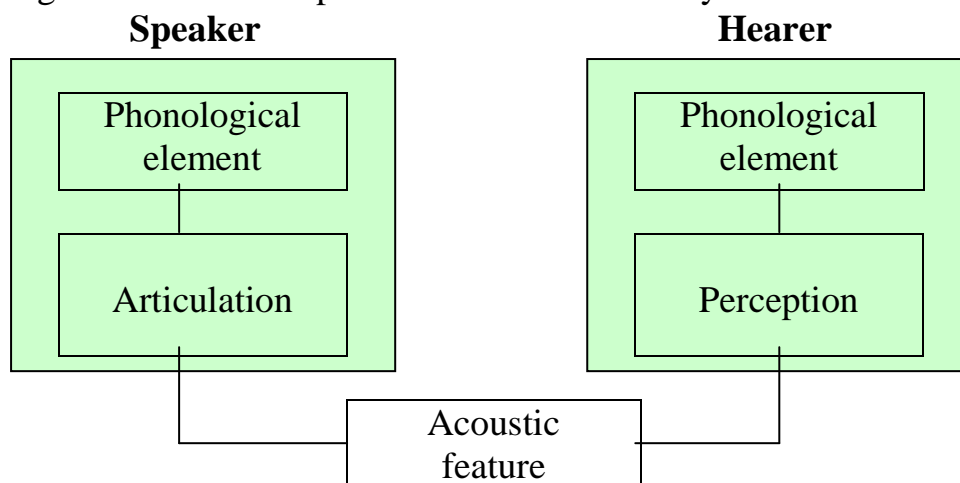 Speaker
Hearer
Phonological
element
Articulation
Phonological
element
Perception
Acoustic
feature